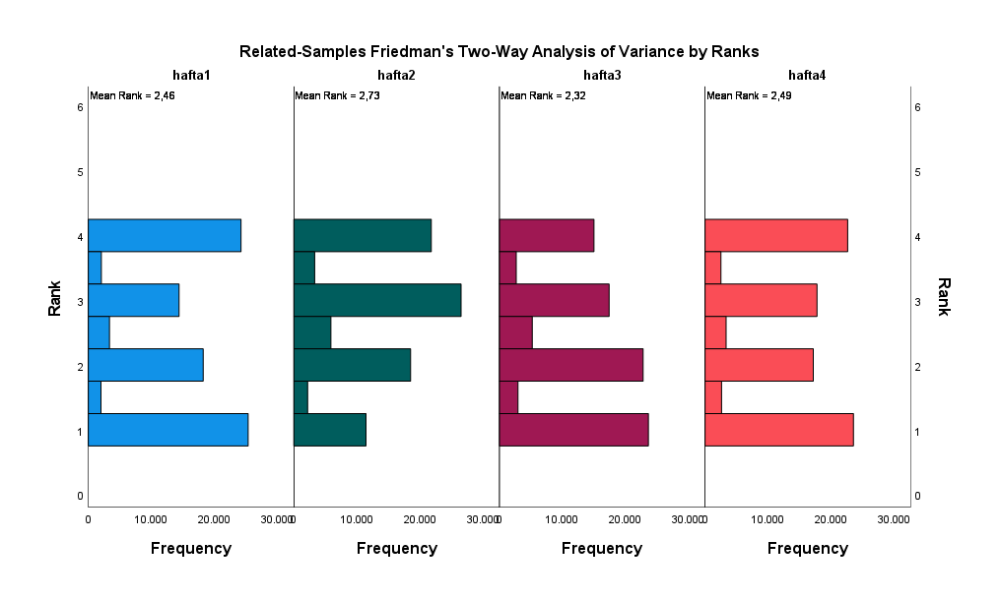 Related-Samples Friedman's Two-Way Analysis of Variance by Ranks
hafta1 hafta2 hafta3 hafta4
Mean Rank = 2,46 Mean Rank = 2,73 Mean Rank = 2,32 Mean Rank = 2,49
6 6
5 5
4 4
3 3
Rank Rank
2 2
1 1
0 0
0 10.000 20.000 30.000 0 10.000 20.000 30.000 0 10.000 20.000 30.000 0 10.000 20.000 30.000
Frequency Frequency Frequency Frequency